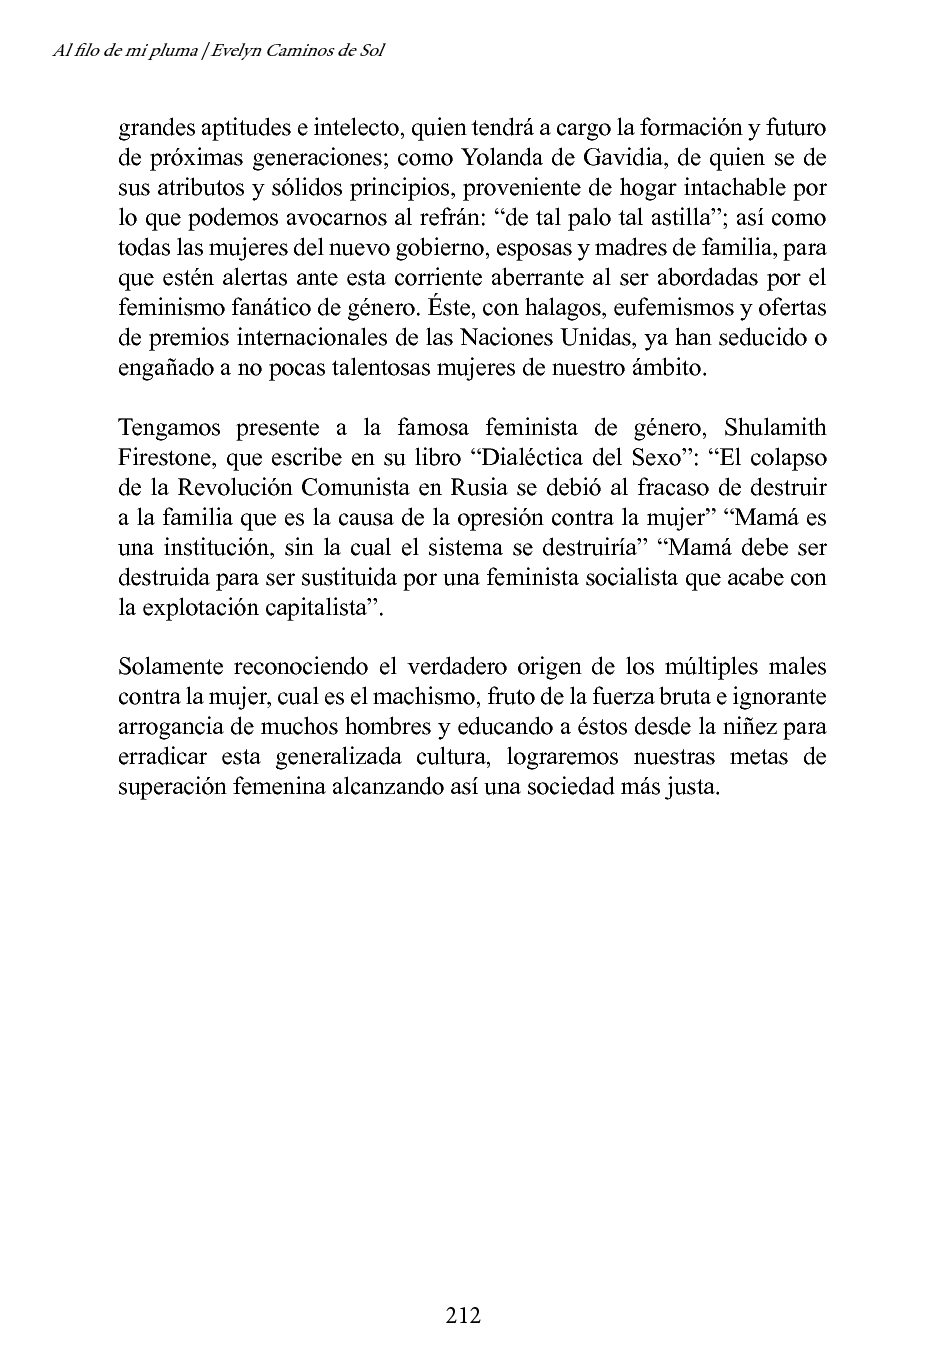 Al filo de mi pluma | Evelyn Caminos de Sol
grandes aptitudes e intelecto, quien tendrá a cargo la formación y futuro
de próximas generaciones; como Yolanda de Gavidia, de quien se de
sus atributos y sólidos principios, proveniente de hogar intachable por
lo que podemos avocarnos al refrán: “de tal palo tal astilla”; así como
todas las mujeres del nuevo gobierno, esposas y madres de familia, para
que estén alertas ante esta corriente aberrante al ser abordadas por el
feminismo fanático de género. Éste, con halagos, eufemismos y ofertas
de premios internacionales de las Naciones Unidas, ya han seducido o
engañado a no pocas talentosas mujeres de nuestro ámbito.
Tengamos presente a la famosa feminista de género, Shulamith
Firestone, que escribe en su libro “Dialéctica del Sexo”: “El colapso
de la Revolución Comunista en Rusia se debió al fracaso de destruir
a la familia que es la causa de la opresión contra la mujer” “Mamá es
una institución, sin la cual el sistema se destruiría” “Mamá debe ser
destruida para ser sustituida por una feminista socialista que acabe con
la explotación capitalista”.
Solamente reconociendo el verdadero origen de los múltiples males
contra la mujer, cual es el machismo, fruto de la fuerza bruta e ignorante
arrogancia de muchos hombres y educando a éstos desde la niñez para
erradicar esta generalizada cultura, lograremos nuestras metas de
superación femenina alcanzando así una sociedad más justa.
212